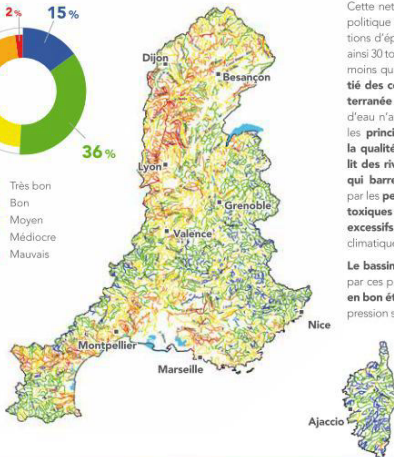 2%
15%
36%
Très bon
Bon
Moyen
Médiocre
Mauvais
Dijon
Besançon
Lyon
Grenoble
Valence
Nice
Montpellier
Marseille
Ajaccio
Cette net
politique
tions d'ép
ainsi 30 to
moins qu
tié des c
terranée
d'eau n'a
les princi
la qualité
lit des riv
qui barre
par les pe
toxiques
excessifs
climatiqu
Le bassin
par ces p
en bon ét
pression s